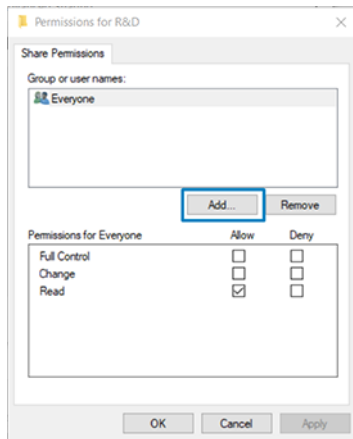 Permissions for R&D
Share Permissions
Group or user names:
Everyone
Add...
Remove
Permissions for Everyone Allow Deny
Full Control
Change
Read
OK Cancel Apply